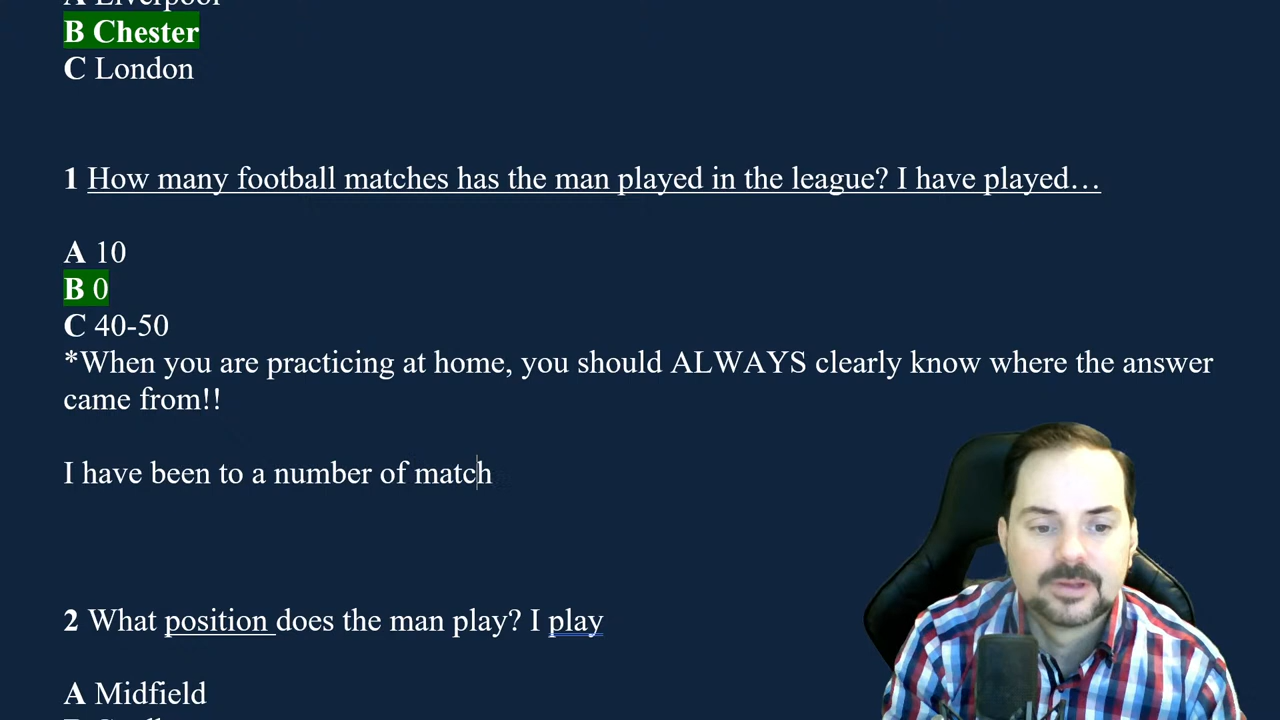 A Liverpool
B Chester
C London
1 How many football matches has the man played in the league? I have played…
A 10
B 0
C 40-50
*When you are practicing at home, you should ALWAYS clearly know where the answer
came from!!
I have been to a number of match
2 What position does the man play? I play
A Midfield